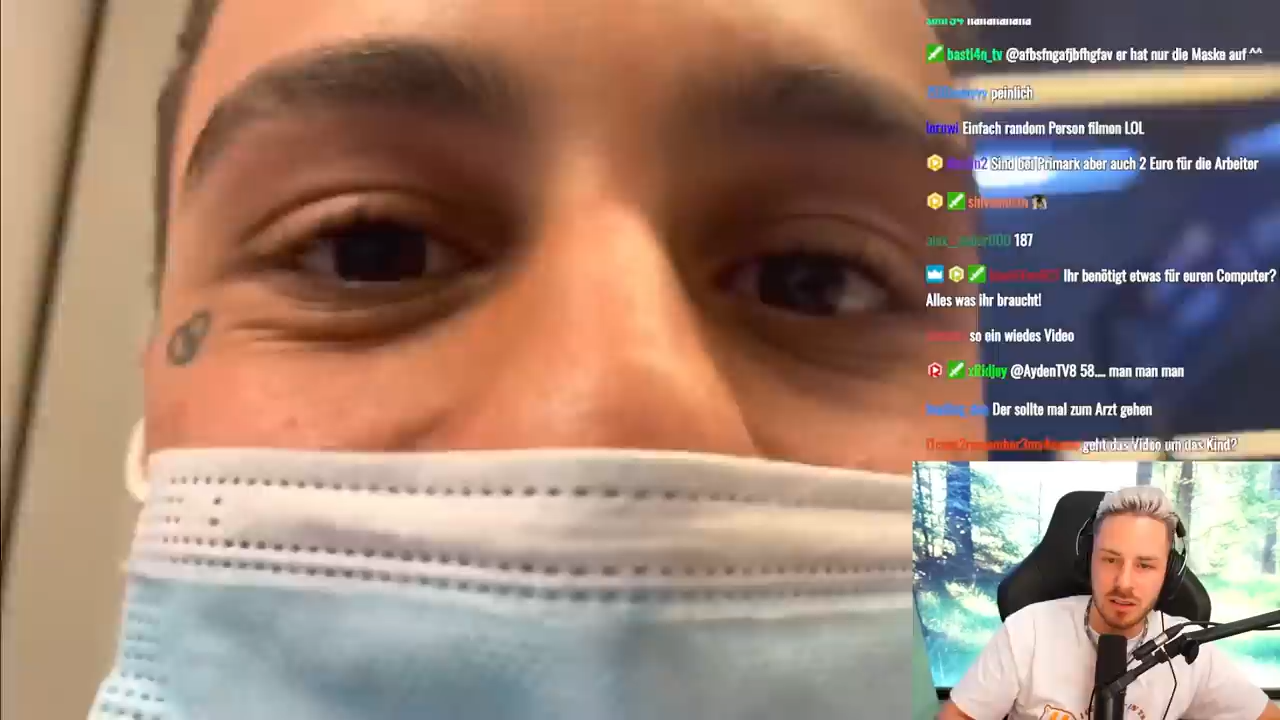 hahahahaha
basti4n_tv @afbsfngafjbfhgfav er hat nur die Maske auf ^^
peinlich
Einfach random Person filmen LOL
Sind bei Primark aber auch 2 Euro für die Arbeiter
187
Ihr benötigt etwas für euren Computer?
Alles was ihr braucht!
so ein wiedes Video
xRidjuy @AydenTV8 58.... man man man
Der sollte mal zum Arzt gehen
geht das Video um das Kind?